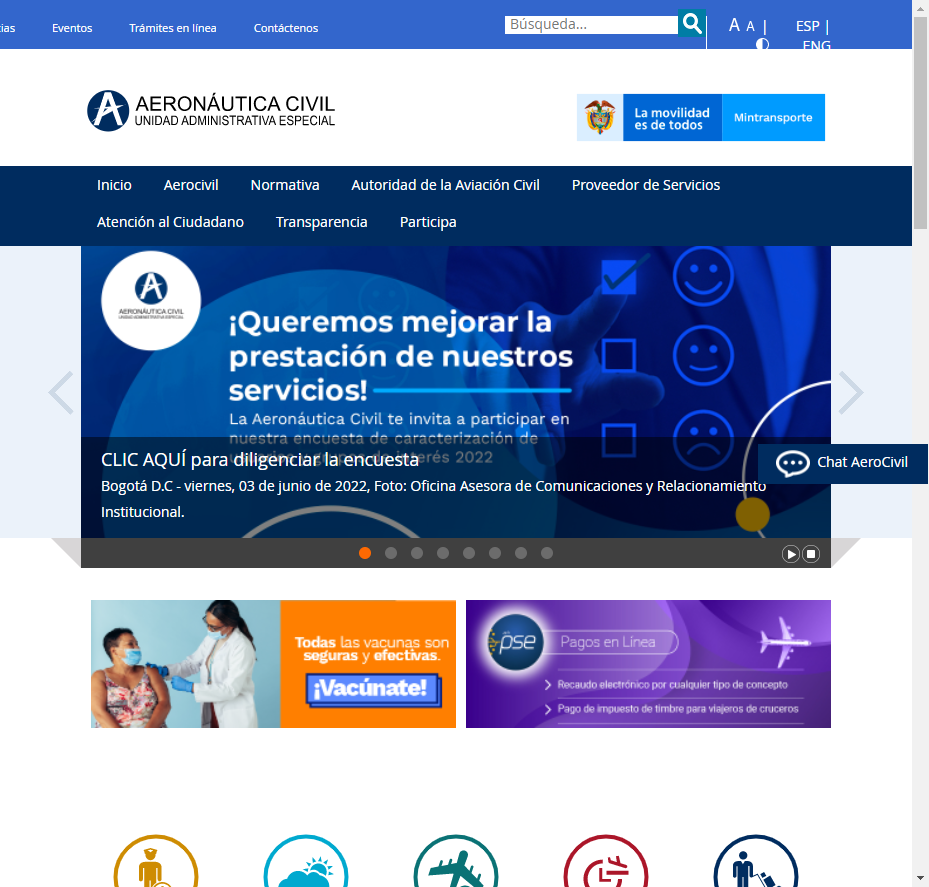 ias Eventos Trámites en línea Contáctenos Búsqueda... A A | ESP |
ENG
AERONÁUTICA CIVIL
UNIDAD ADMINISTRATIVA ESPECIAL
La movilidad
es de todos
Mintransporte
Inicio Aerocivil Normativa Autoridad de la Aviación Civil Proveedor de Servicios
Atención al Ciudadano Transparencia Participa
AERONÁUTICA CIVIL
UNIDAD ADMINISTRATIVA ESPECIAL
¡Queremos mejorar la
prestación de nuestros
servicios!
La Aeronáutica Civil te invita a participar en
nuestra encuesta de caracterización de
usuarios y grupos de interés 2022
CLIC AQUÍ para diligenciar la encuesta
Bogotá D.C - viernes, 03 de junio de 2022, Foto: Oficina Asesora de Comunicaciones y Relacionamiento
Institucional.
Chat AeroCivil
Todas las vacunas son
seguras y efectivas.
¡Vacúnate!
pse
Pagos en Línea
Recaudo electrónico por cualquier tipo de concepto
Pago de impuesto de timbre para viajeros de cruceros